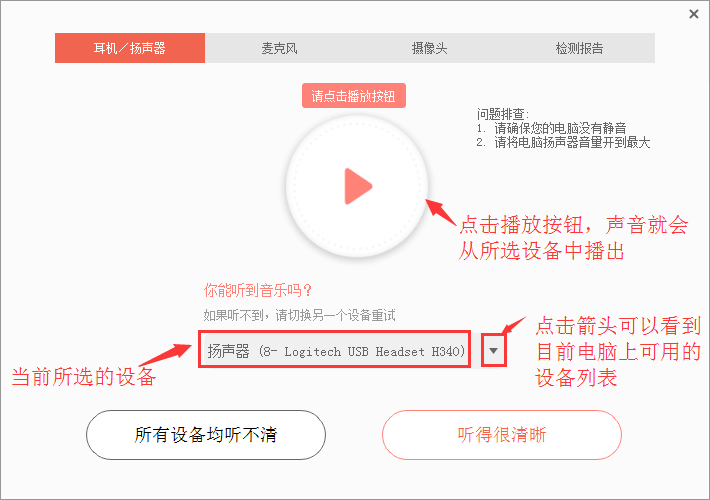 耳机／扬声器
麦克风
摄像头
检测报告
请点击播放按钮
问题排查:
1. 请确保您的电脑没有静音
2. 请将电脑扬声器音量开到最大
点击播放按钮，声音就会
从所选设备中播出
你能听到音乐吗？
如果听不到，请切换另一个设备重试
扬声器 (8- Logitech USB Headset H340)
点击箭头可以看到
目前电脑上可用的
设备列表
当前所选的设备
所有设备均听不清
听得很清晰